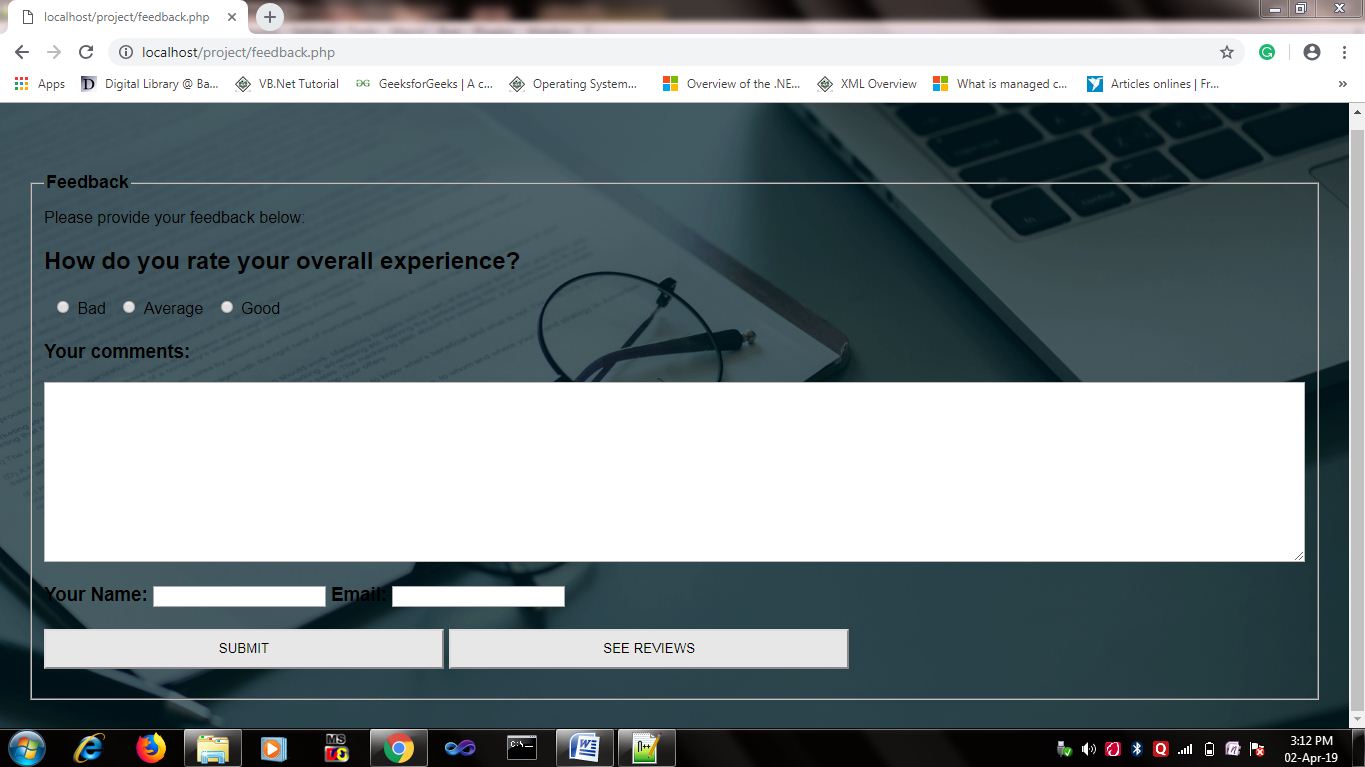 localhost/project/feedback.php
localhost/project/feedback.php
Apps Digital Library @ Ba... VB.Net Tutorial GeeksforGeeks | A c... Operating System... Overview of the .NE... XML Overview What is managed c... Articles onlines | Fr...
Feedback
Please provide your feedback below:
How do you rate your overall experience?
Bad Average Good
Your comments:
Your Name: Email:
SUBMIT SEE REVIEWS
3:12 PM
02-Apr-19